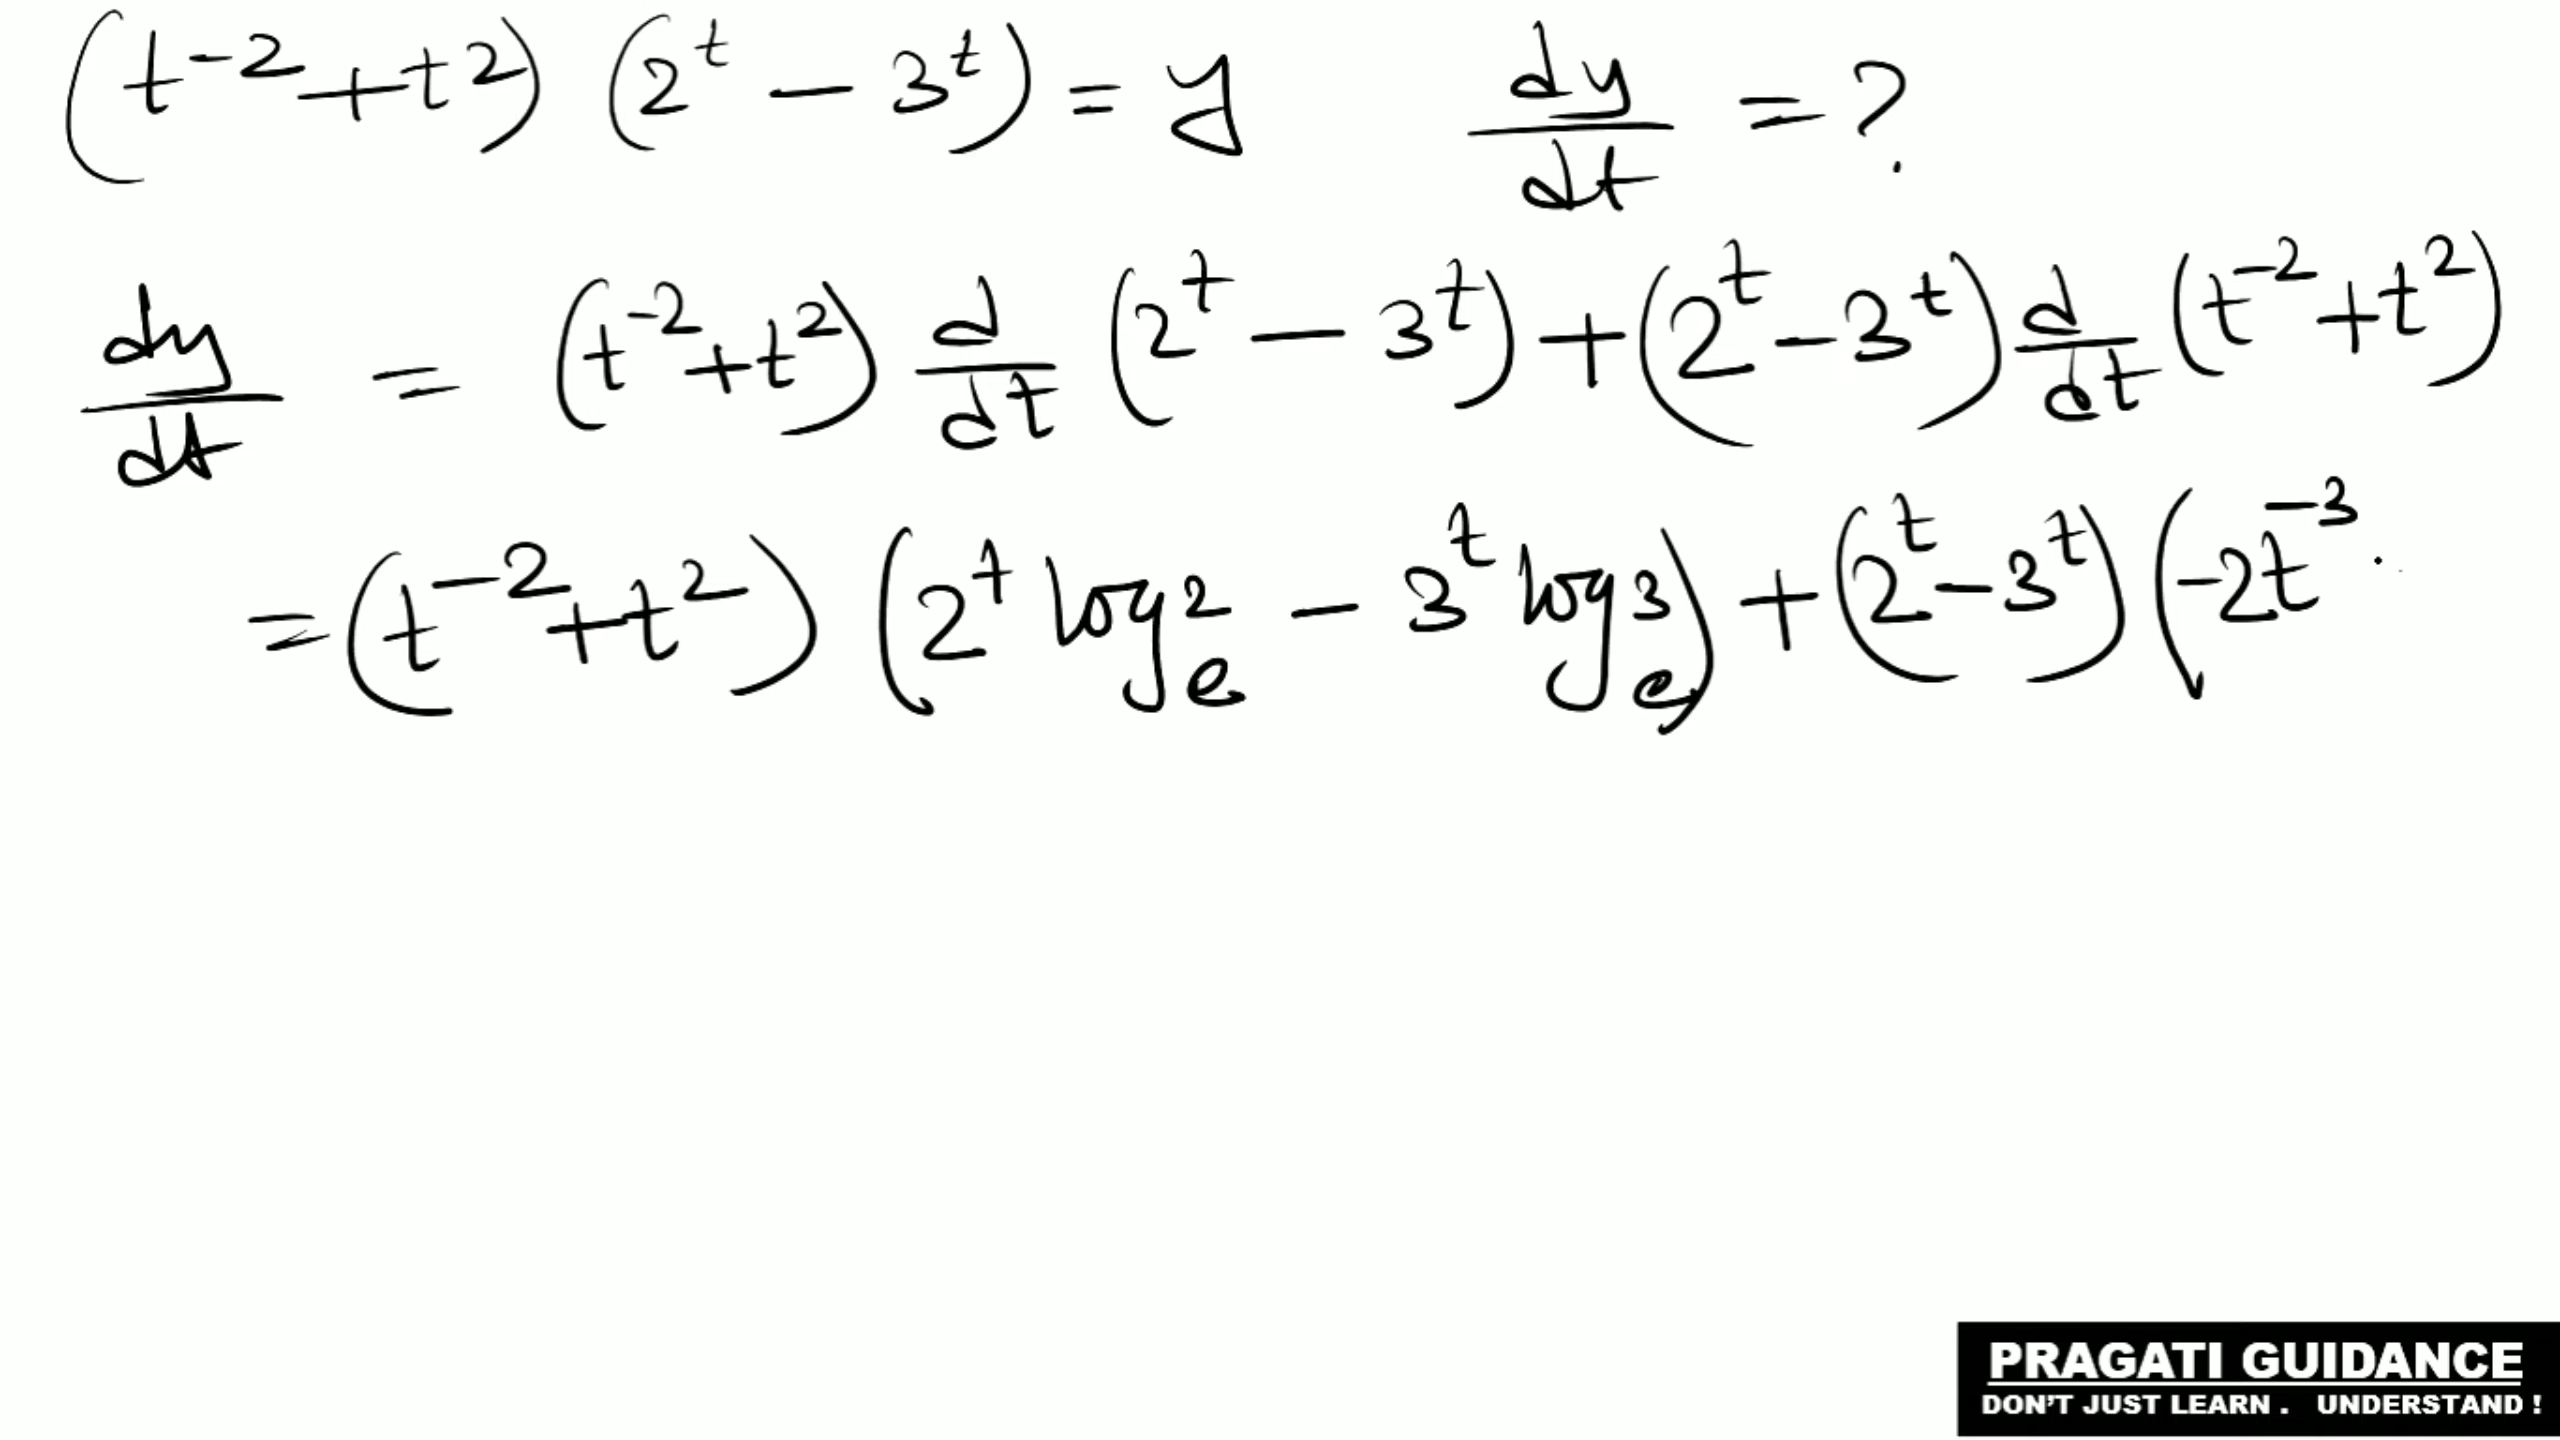 (t⁻² + t²) (2ᵗ − 3ᵗ) = y dy/dt = ?
dy/dt = (t⁻² + t²) d/dt (2ᵗ − 3ᵗ) + (2ᵗ − 3ᵗ) d/dt (t⁻² + t²)
= (t⁻² + t²) (2ᵗ logₑ2 − 3ᵗ logₑ3) + (2ᵗ − 3ᵗ) (−2t⁻³
PRAGATI GUIDANCE
DON'T JUST LEARN . UNDERSTAND !